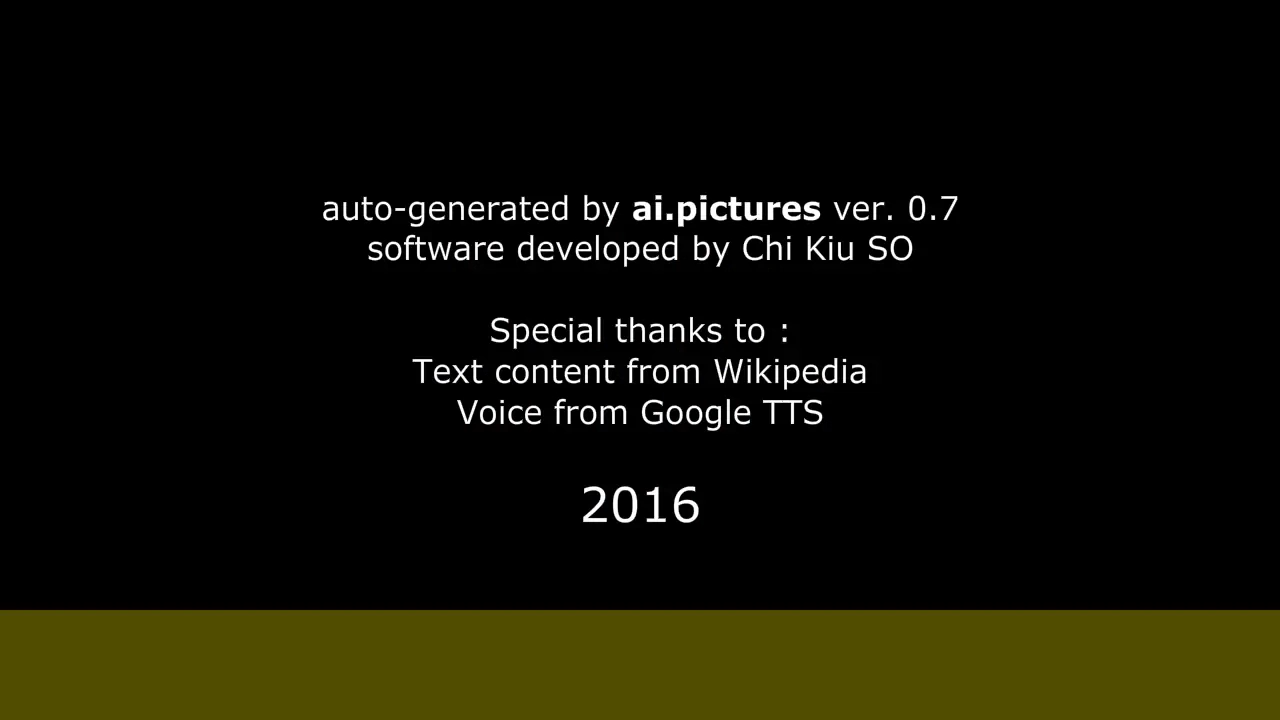 auto-generated by ai.pictures ver. 0.7
software developed by Chi Kiu SO
Special thanks to :
Text content from Wikipedia
Voice from Google TTS
2016